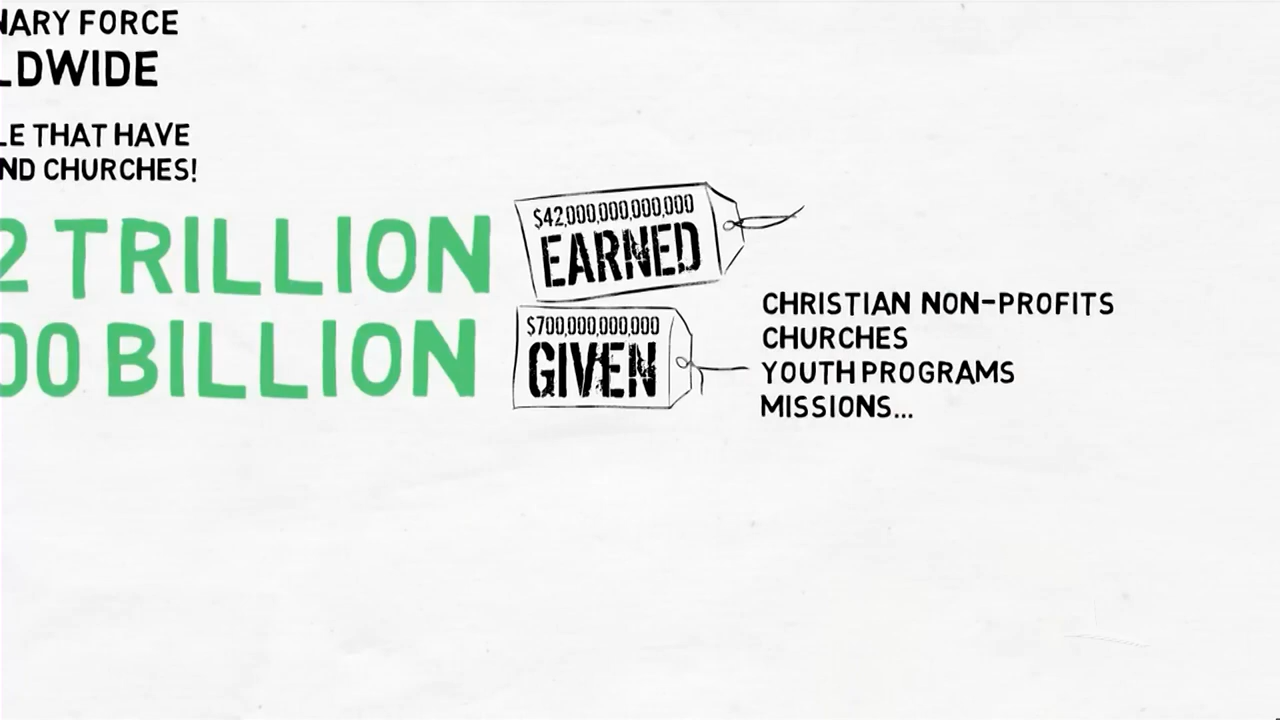 NARY FORCE
LDWIDE
LE THAT HAVE
ND CHURCHES!
2 TRILLION
$42,000,000,000,000
EARNED
00 BILLION
$700,000,000,000
GIVEN
CHRISTIAN NON-PROFITS
CHURCHES
YOUTH PROGRAMS
MISSIONS...